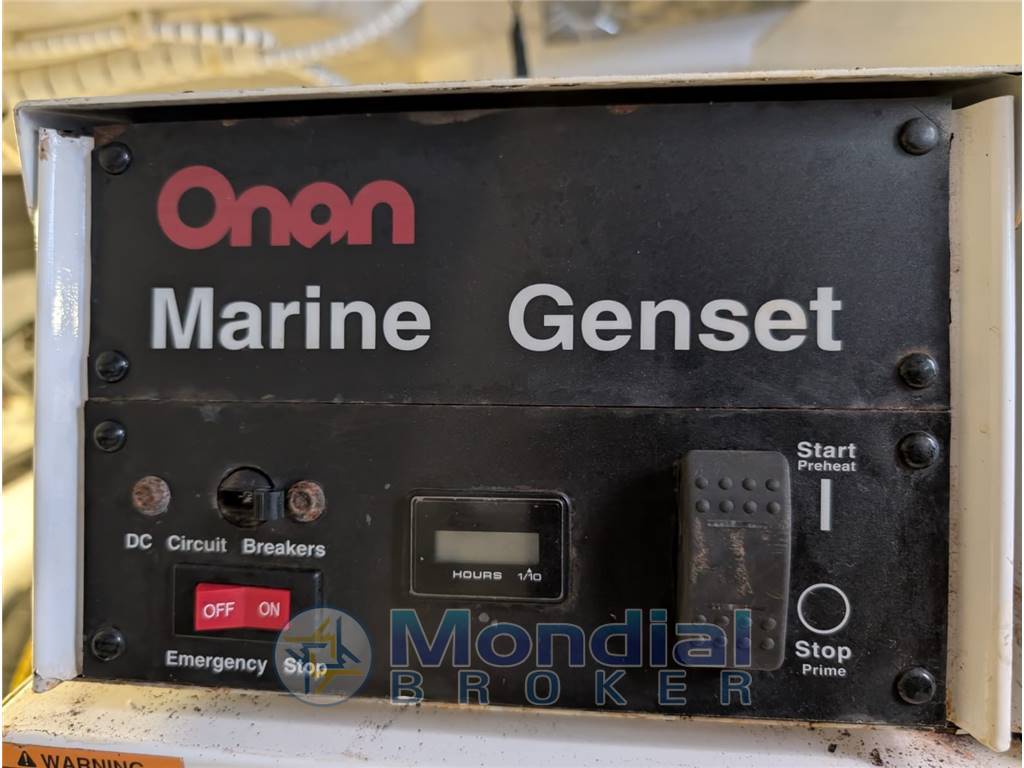 Onan
Marine Genset
Start
Preheat
DC Circuit Breakers
HOURS 1/10
OFF ON
Emergency Stop
Stop
Prime
Mondial
BROKER
WARNING